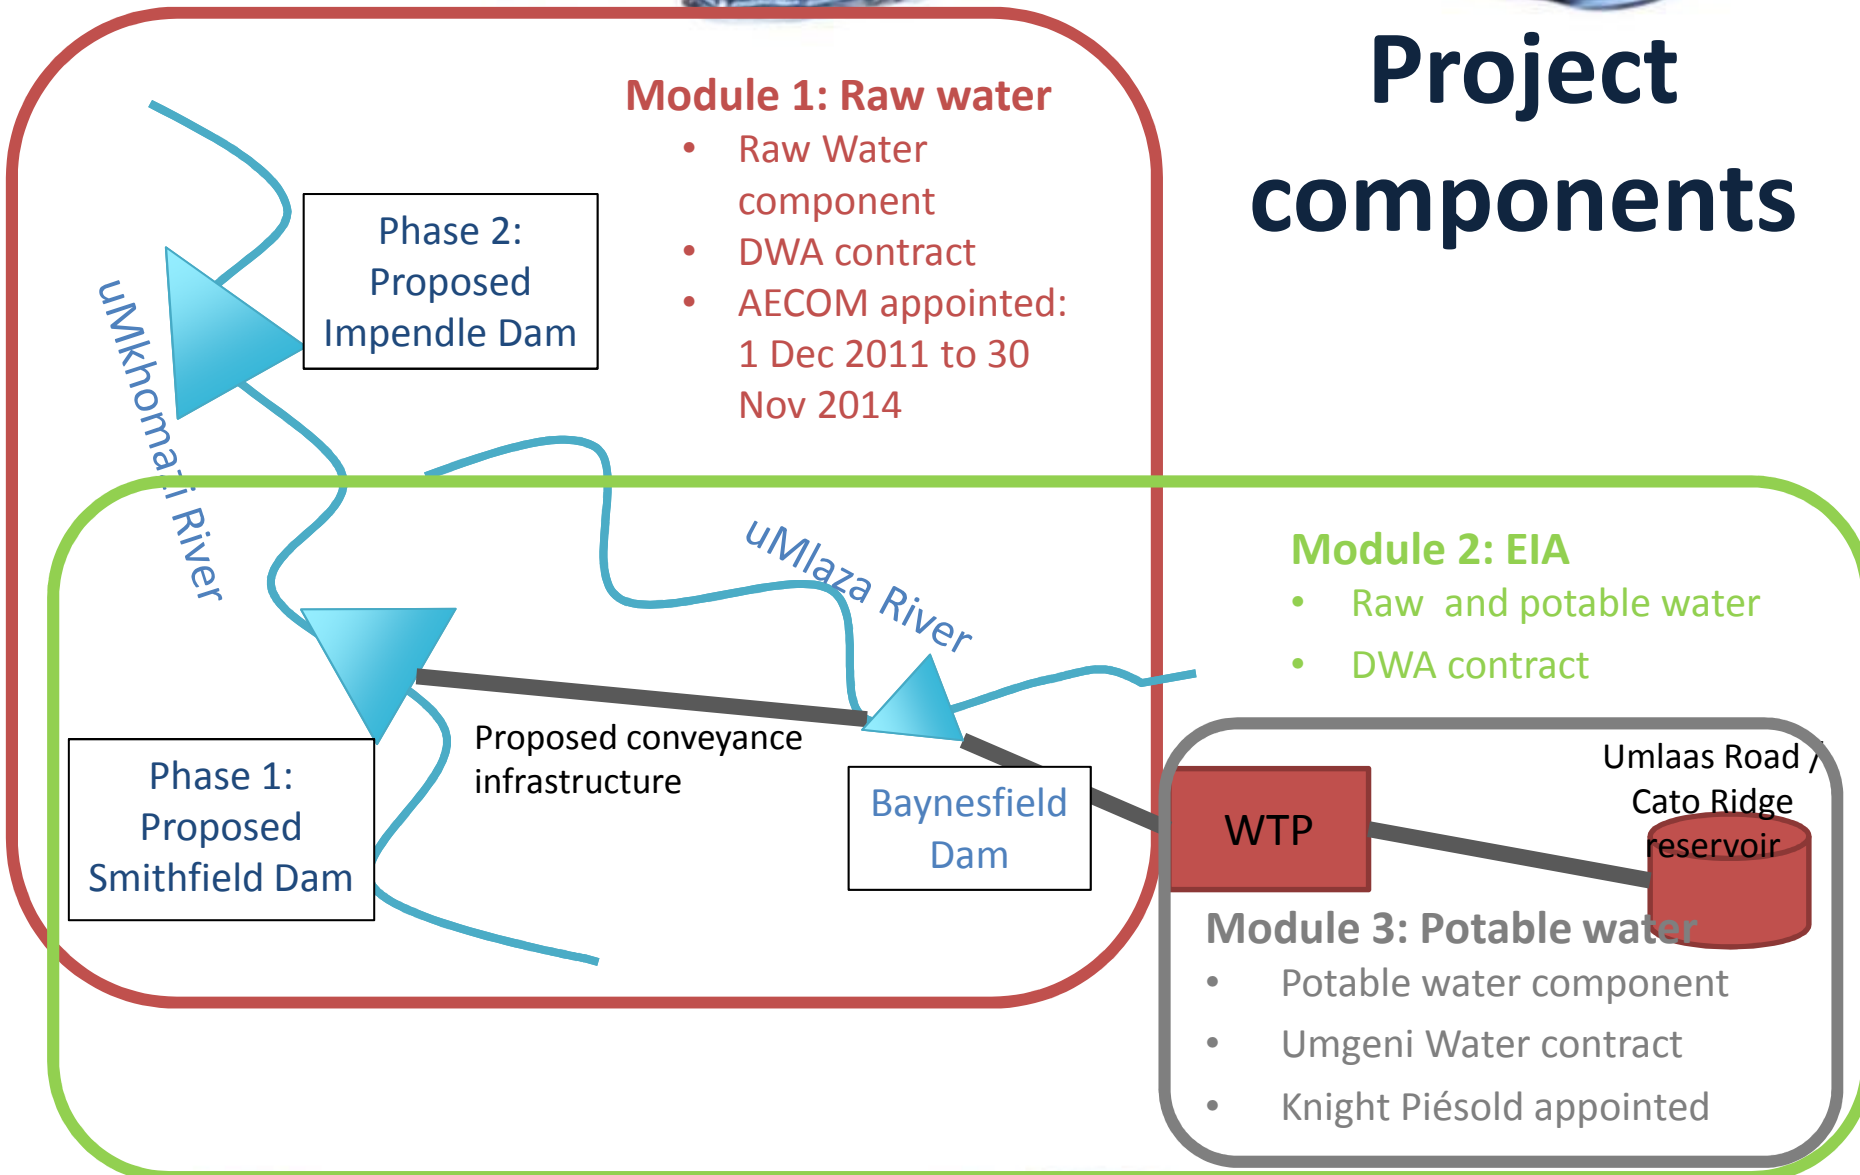 Project
components
Module 1: Raw water
• Raw Water
component
• DWA contract
• AECOM appointed:
1 Dec 2011 to 30
Nov 2014
Phase 2:
Proposed
Impendle Dam
uMkhomazi River
uMlaza River
Module 2: EIA
• Raw and potable water
• DWA contract
Proposed conveyance
infrastructure
Phase 1:
Proposed
Smithfield Dam
Baynesfield
Dam
WTP
Umlaas Road /
Cato Ridge
reservoir
Module 3: Potable water
• Potable water component
• Umgeni Water contract
• Knight Piésold appointed